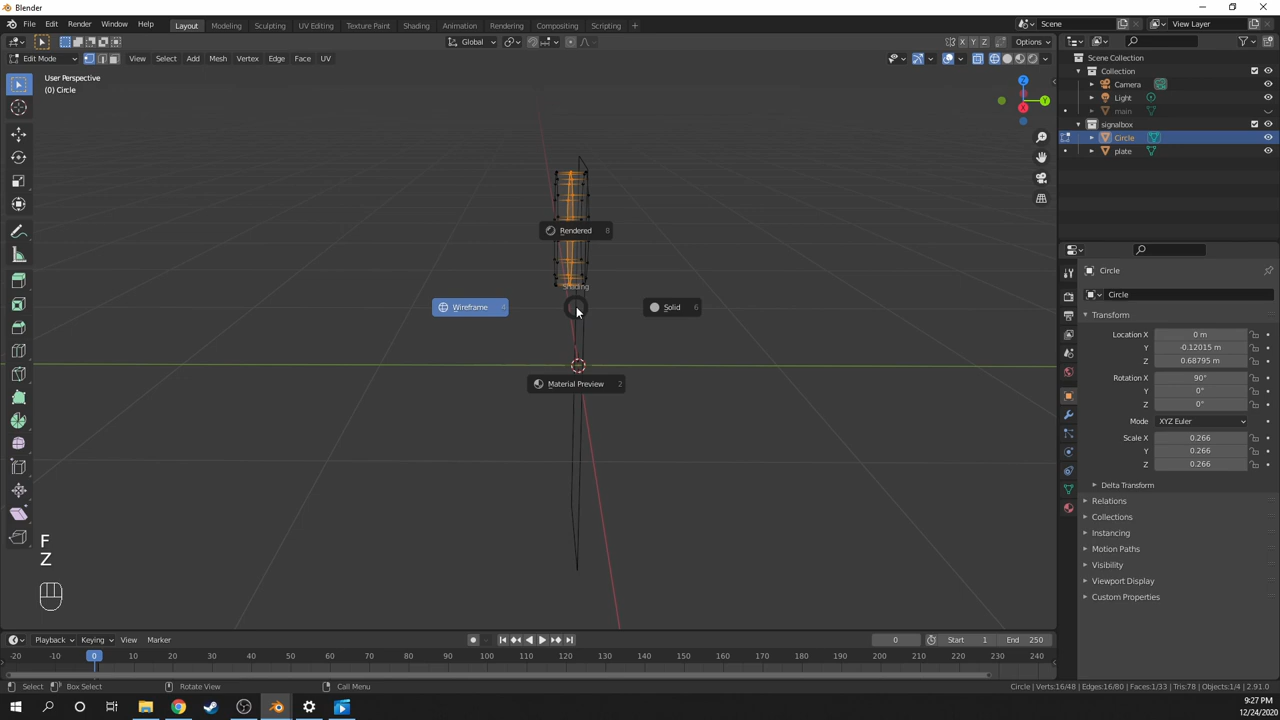 Blender
File Edit Render Window Help Layout Modeling Sculpting UV Editing Texture Paint Shading Animation Rendering Compositing Scripting + Scene View Layer
Global X Y Z Options
Edit Mode View Select Add Mesh Vertex Edge Face UV
User Perspective
(0) Circle
Scene Collection
Collection
Camera
Light
main
signalbox
Circle
plate
Z
Y
X
Rendered 8
Shading
Wireframe 4
Solid 6
Material Preview 2
Circle
Circle
Transform
Location X 0 m
Y -0.12015 m
Z 0.68795 m
Rotation X 90°
Y 0°
Z 0°
Mode XYZ Euler
Scale X 0.266
Y 0.266
Z 0.266
Delta Transform
Relations
Collections
Instancing
Motion Paths
Visibility
Viewport Display
Custom Properties
F
Z
Playback Keying View Marker 0 Start 1 End 250
-20 -10 0 10 20 30 40 50 60 70 80 90 100 110 120 130 140 150 160 170 180 190 200 210 220 230 240
Select Box Select Rotate View Call Menu Circle | Verts:16/48 | Edges:16/80 | Faces:1/33 | Tris:78 | Objects:1/4 | 2.91.0
9:27 PM
12/24/2020